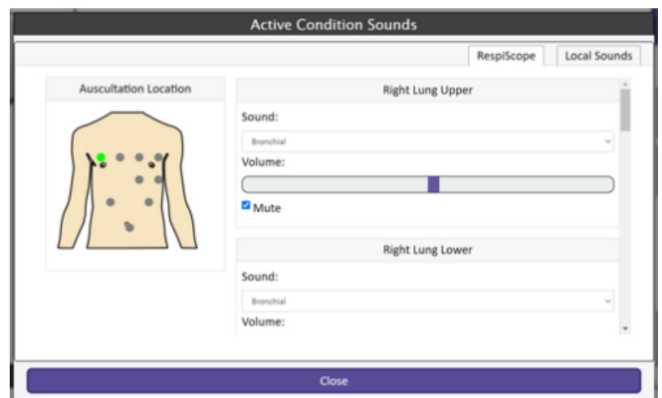 Active Condition Sounds
RespiScope
Local Sounds
Auscultation Location
Right Lung Upper
Sound:
Bronchial
Volume:
Mute
Right Lung Lower
Sound:
Bronchial
Volume:
Close